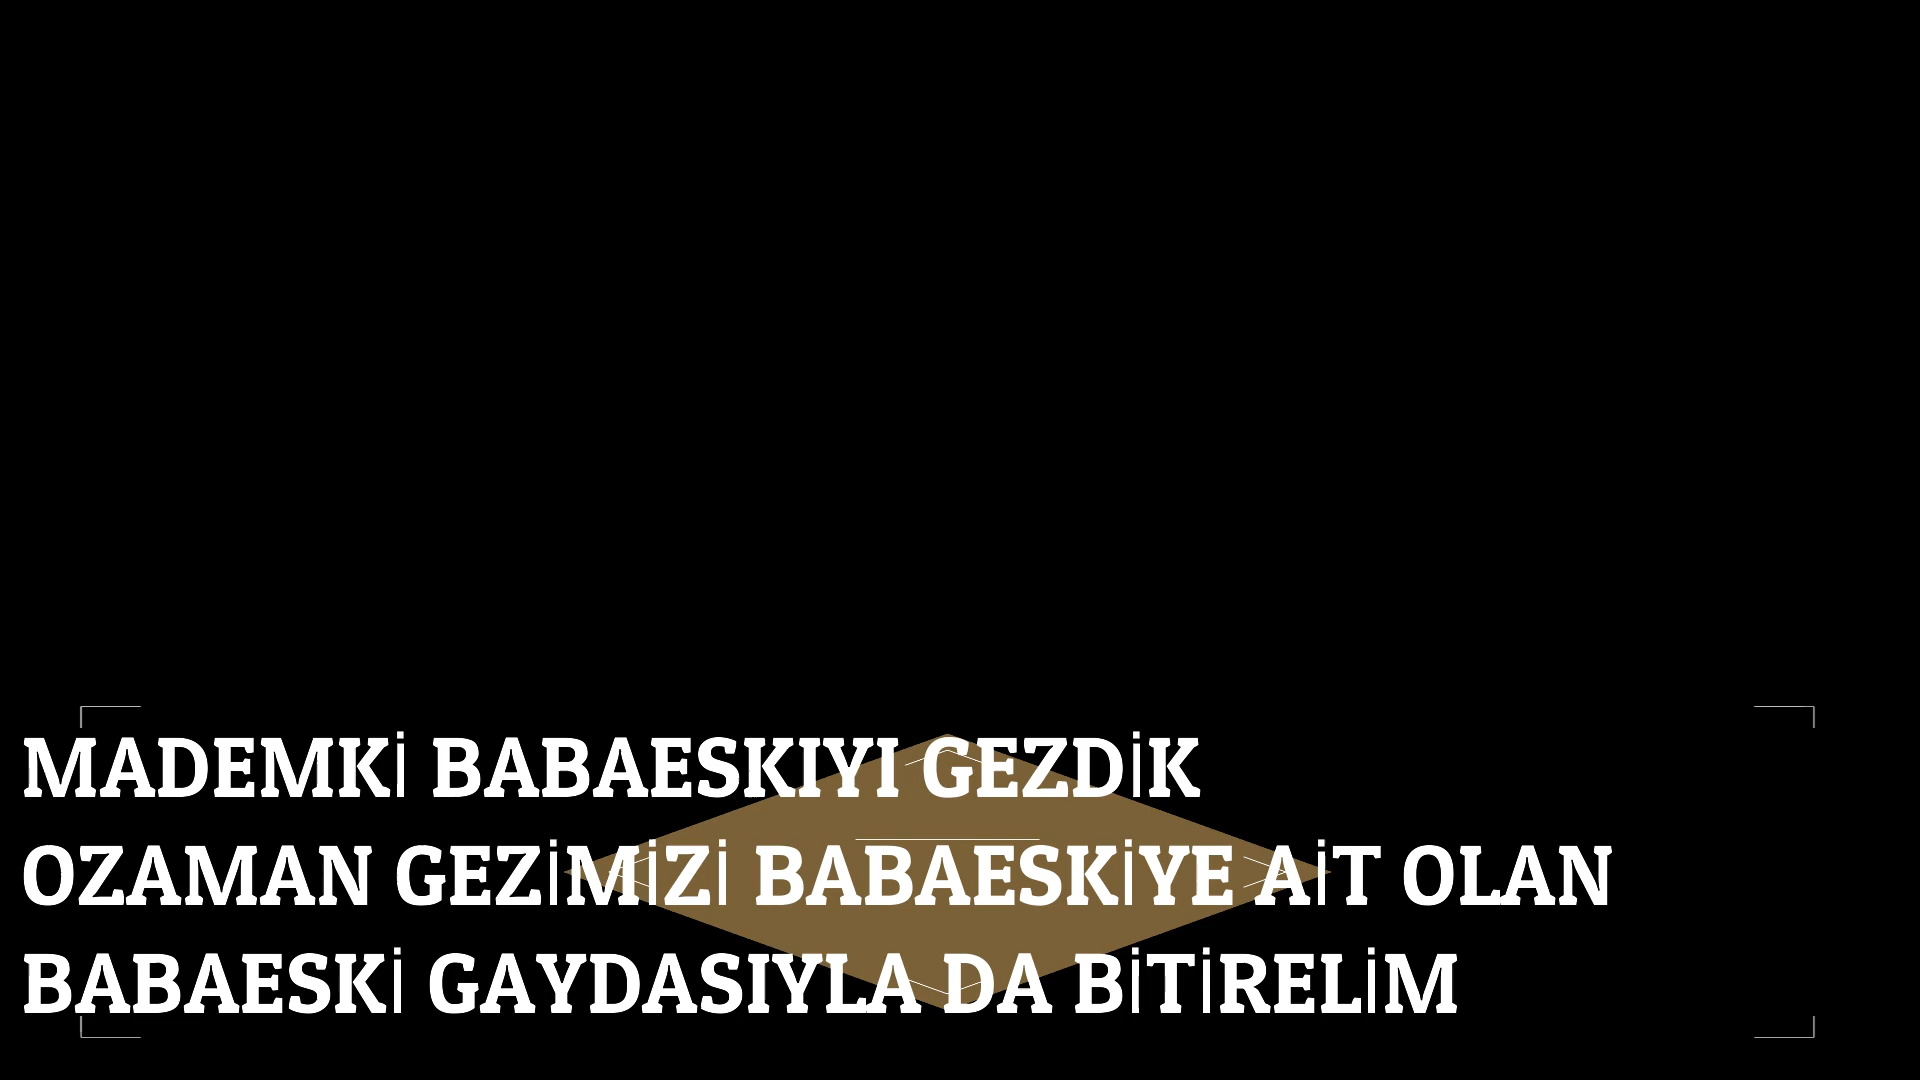 MADEMKİ BABAESKIYI GEZDİK
OZAMAN GEZİMİZİ BABAESKİYE AİT OLAN
BABAESKİ GAYDASIYLA DA BİTİRELİM